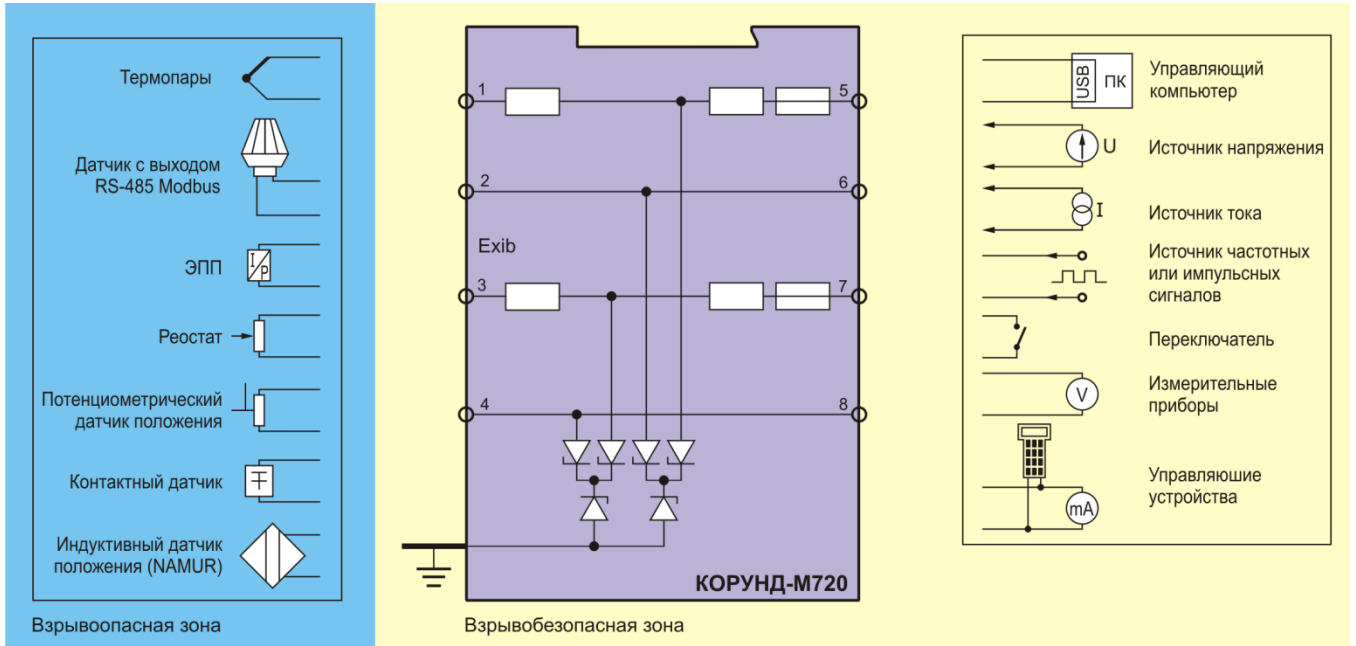 Термопары
Датчик с выходом
RS-485 Modbus
ЭПП
I
P
Реостат
Потенциометрический
датчик положения
Контактный датчик
Индуктивный датчик
положения (NAMUR)
Взрывоопасная зона
1
5
2
6
Exib
3
7
4
8
КОРУНД-М720
Взрывобезопасная зона
USB
ПК
Управляющий
компьютер
U
Источник напряжения
I
Источник тока
Источник частотных
или импульсных
сигналов
Переключатель
V
Измерительные
приборы
Управляюшие
устройства
mA